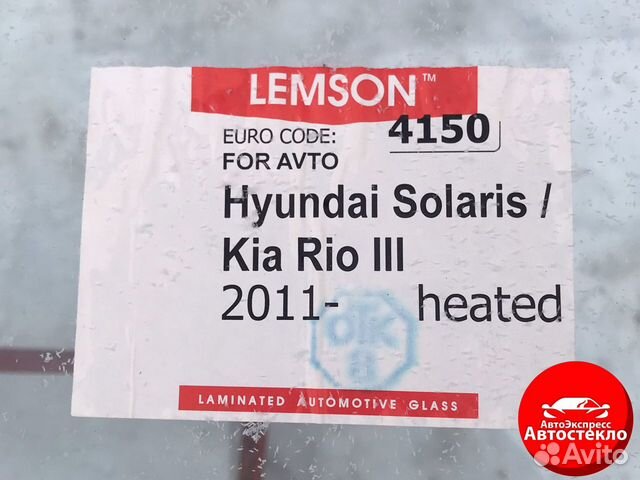 LEMSON™
EURO CODE: 4150
FOR AVTO
Hyundai Solaris /
Kia Rio III
2011- heated
LAMINATED AUTOMOTIVE GLASS
АвтоЭкспресс
Автостекло
Avito